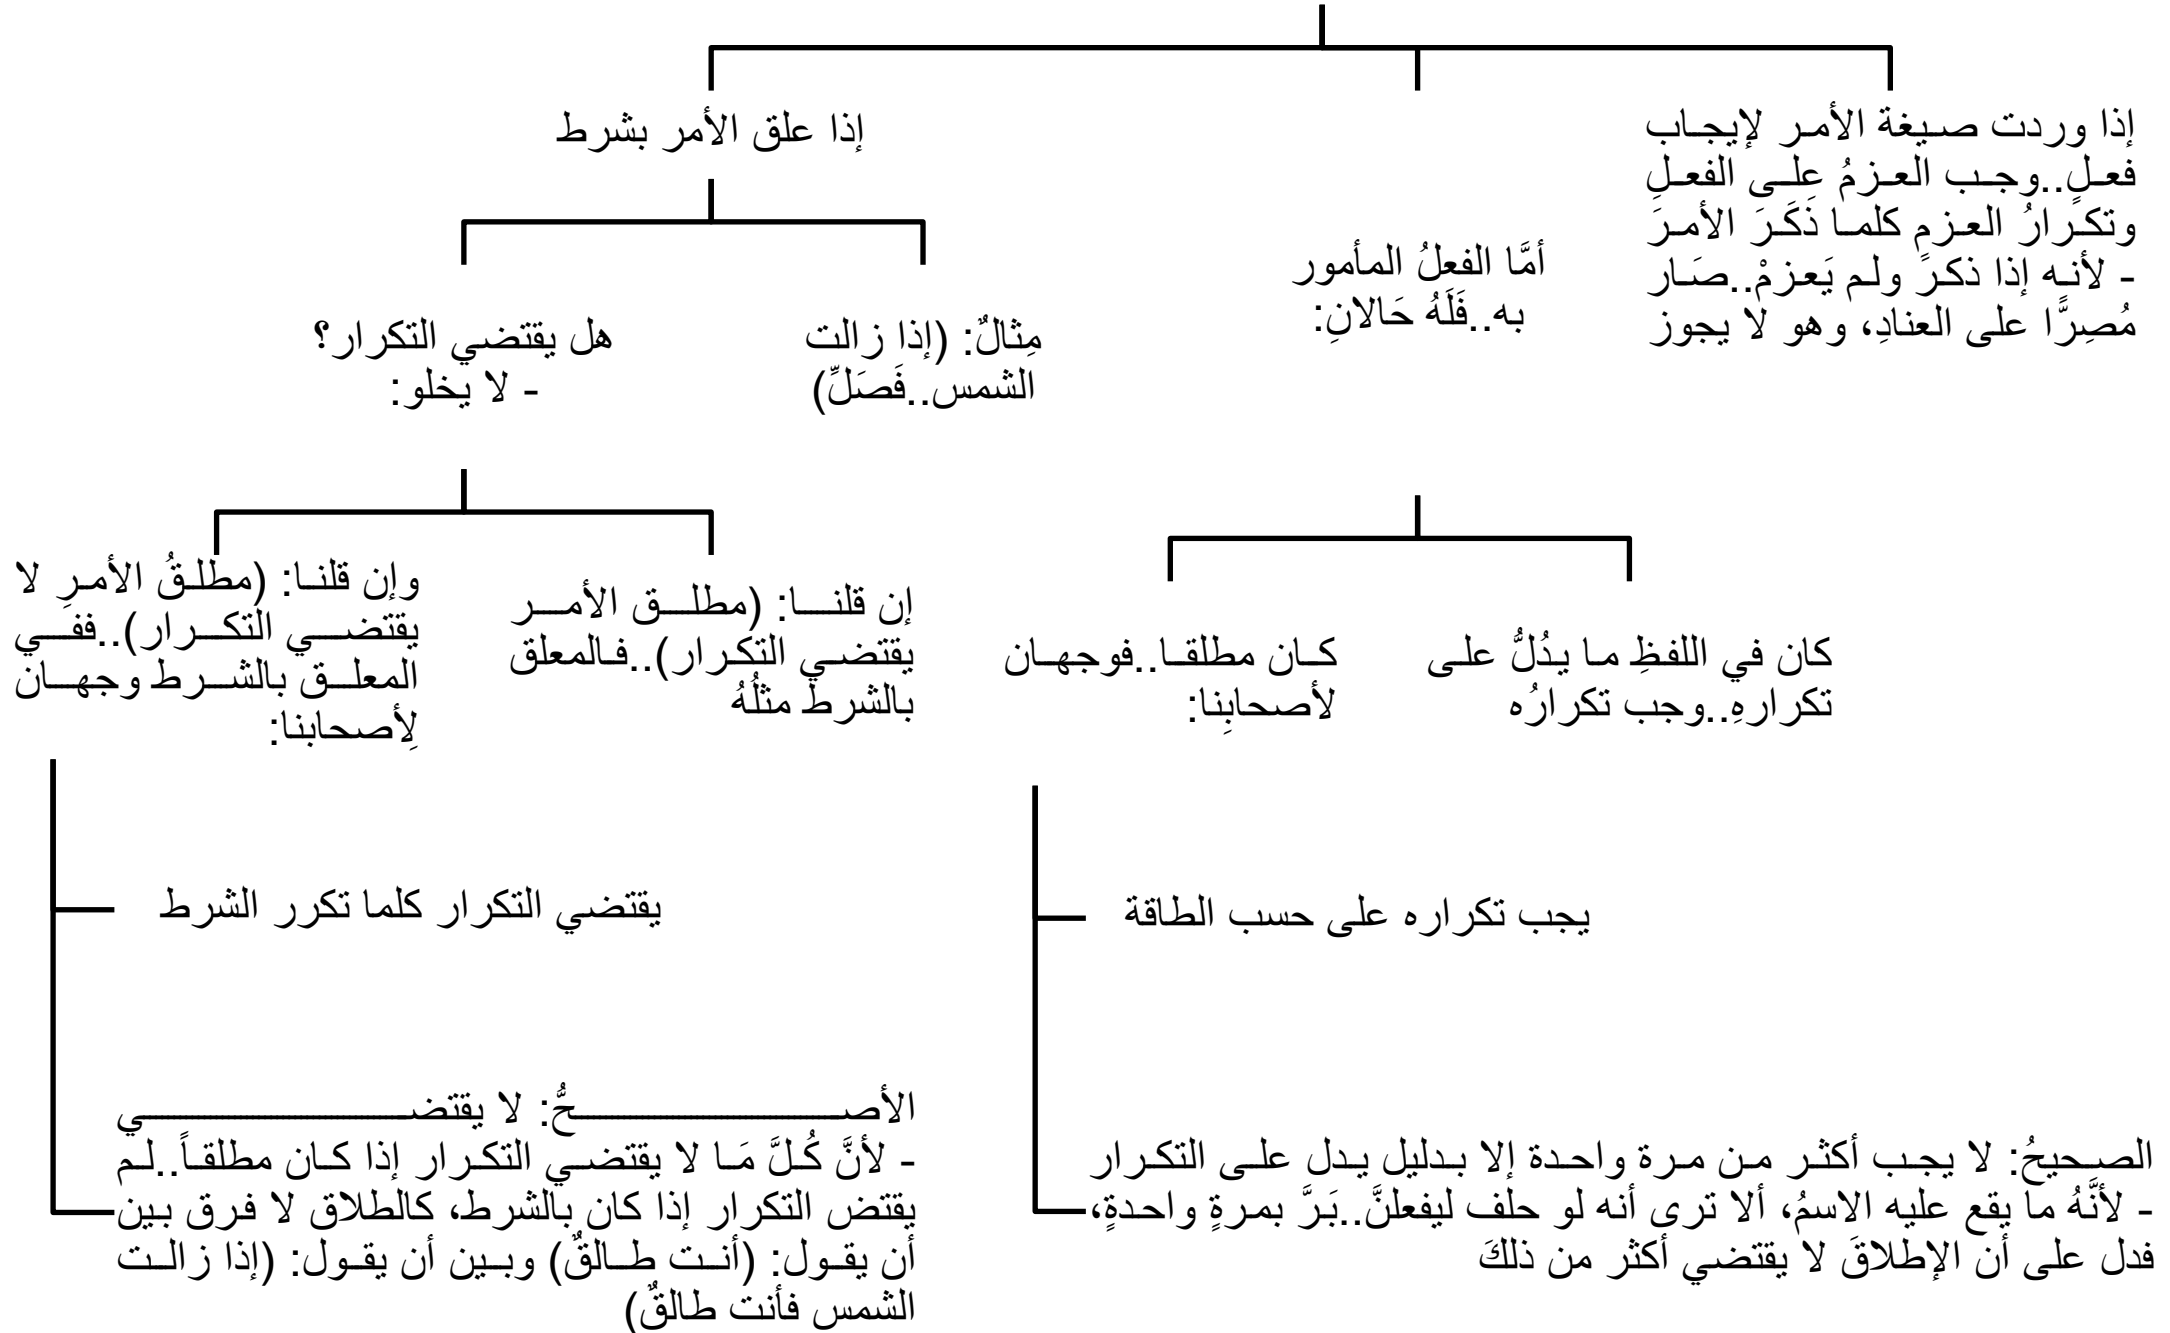 إذا وردت صيغة الأمر لإيجاب
فعلٍ..وجب العزمُ على الفعلِ
وتكرارُ العزمِ كلما ذَكَرَ الأمرَ
- لأنه إذا ذكرَ ولم يَعزمْ..صَار
مُصِرًّا على العنادِ، وهو لا يجوز
أمَّا الفعلُ المأمور
به..فَلَهُ حَالانِ:
كان في اللفظِ ما يدُلُّ على
تكرارهِ..وجب تكرارُه
كان مطلقا..فوجهان
لأصحابِنا:
يجب تكراره على حسب الطاقة
الصحيحُ: لا يجب أكثر من مرة واحدة إلا بدليل يدل على التكرار
- لأنَّهُ ما يقع عليه الاسمُ، ألا ترى أنه لو حلف ليفعلنَّ..بَرَّ بمرةٍ واحدةٍ،
فدل على أن الإطلاقَ لا يقتضي أكثر من ذلكَ
إذا علق الأمر بشرط
مِثالٌ: (إذا زالت
الشمس..فَصَلِّ)
هل يقتضي التكرار؟
- لا يخلو:
إن قلنا: (مطلق الأمر
يقتضي التكرار)..فالمعلق
بالشرط مثلُهُ
وإن قلنا: (مطلقُ الأمرِ لا
يقتضي التكرار)..ففي
المعلق بالشرط وجهان
لِأصحابنا:
يقتضي التكرار كلما تكرر الشرط
الأصحُّ: لا يقتضي
- لأنَّ كُلَّ مَا لا يقتضي التكرار إذا كان مطلقاً..لم
يقتض التكرار إذا كان بالشرط، كالطلاق لا فرق بين
أن يقول: (أنت طالقٌ) وبين أن يقول: (إذا زالت
الشمس فأنت طالقٌ)